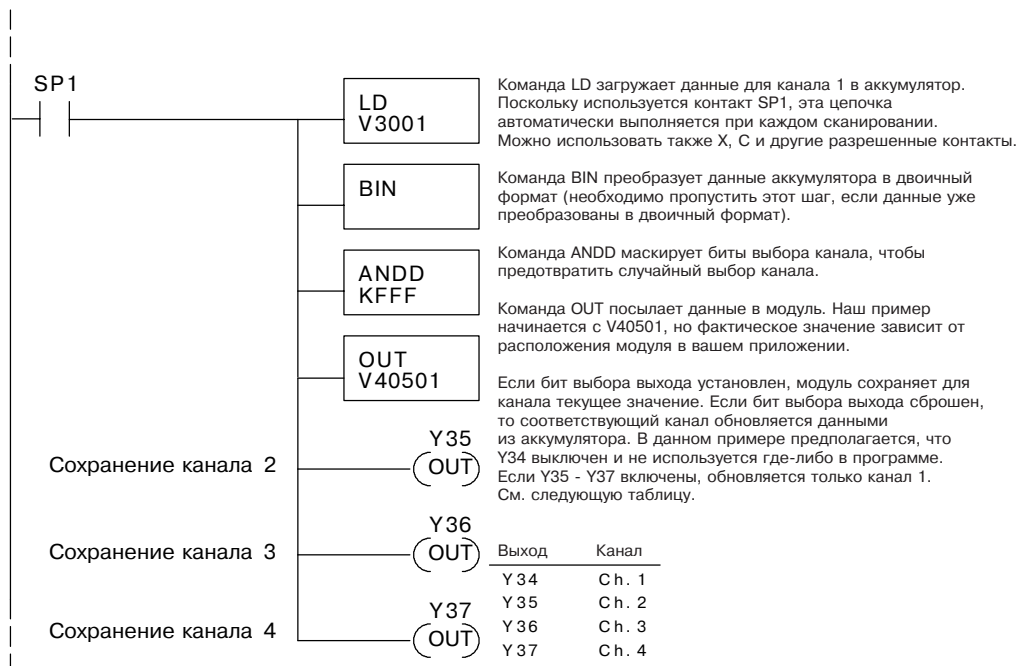 SP1
LD
V3001
Команда LD загружает данные для канала 1 в аккумулятор.
Поскольку используется контакт SP1, эта цепочка
автоматически выполняется при каждом сканировании.
Можно использовать также X, C и другие разрешенные контакты.
BIN
Команда BIN преобразует данные аккумулятора в двоичный
формат (необходимо пропустить этот шаг, если данные уже
преобразованы в двоичный формат).
ANDD
KFFF
Команда ANDD маскирует биты выбора канала, чтобы
предотвратить случайный выбор канала.
OUT
V40501
Команда OUT посылает данные в модуль. Наш пример
начинается с V40501, но фактическое значение зависит от
расположения модуля в вашем приложении.
Если бит выбора выхода установлен, модуль сохраняет для
канала текущее значение. Если бит выбора выхода сброшен,
то соответствующий канал обновляется данными
из аккумулятора. В данном примере предполагается, что
Y34 выключен и не используется где-либо в программе.
Если Y35 - Y37 включены, обновляется только канал 1.
См. следующую таблицу.
Y35
Сохранение канала 2
OUT
Y36
Сохранение канала 3
OUT
Y37
Сохранение канала 4
OUT
Выход Канал
Y34 Ch. 1
Y35 Ch. 2
Y36 Ch. 3
Y37 Ch. 4